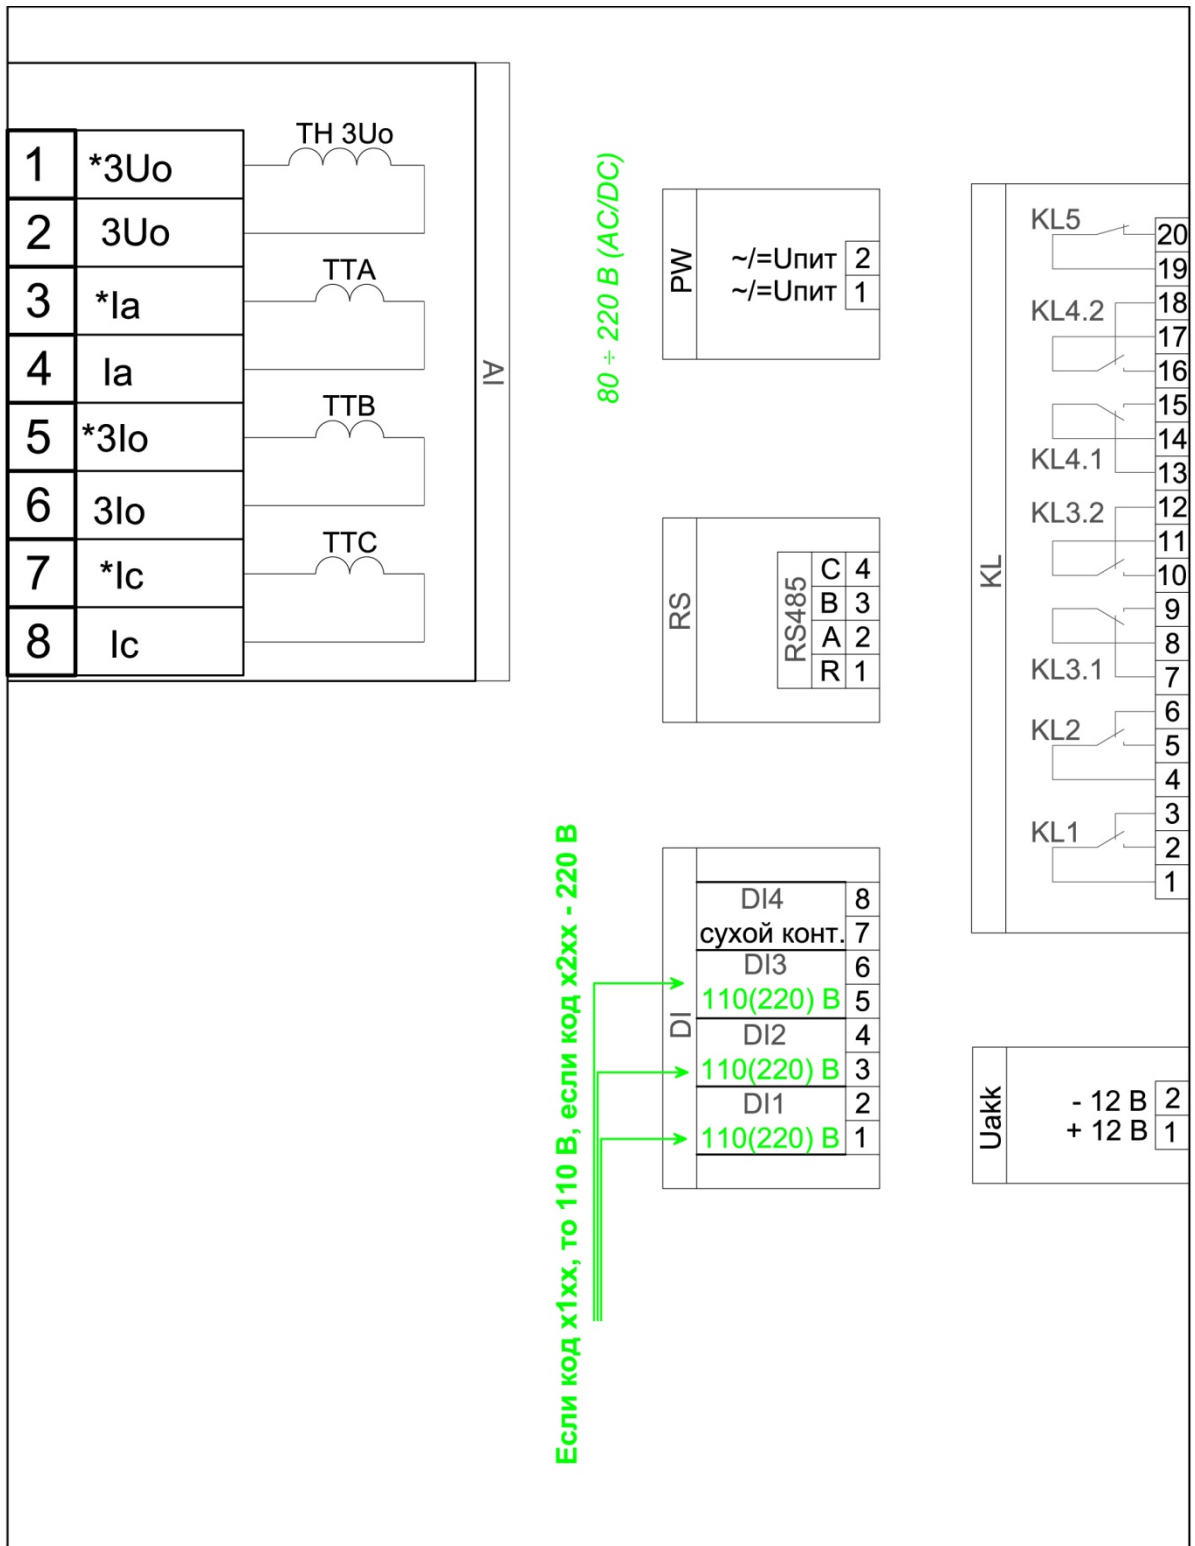 1 *3Uo
ТН 3Uo
2 3Uo
3 *Ia
ТТА
4 Ia
5 *3Io
ТТВ
6 3Io
7 *Ic
ТТС
8 Ic
AI
80 ÷ 220 В (AC/DC)
PW
~/=Uпит 2
~/=Uпит 1
RS
RS485
C 4
B 3
A 2
R 1
Если код х1хх, то 110 В, если код х2хх - 220 В
DI
DI4 8
сухой конт. 7
DI3 6
110(220) В 5
DI2 4
110(220) В 3
DI1 2
110(220) В 1
KL
KL5
20
19
KL4.2
18
17
16
15
14
KL4.1
13
KL3.2
12
11
10
9
8
KL3.1
7
6
KL2
5
4
3
KL1
2
1
Uakk
- 12 В 2
+ 12 В 1